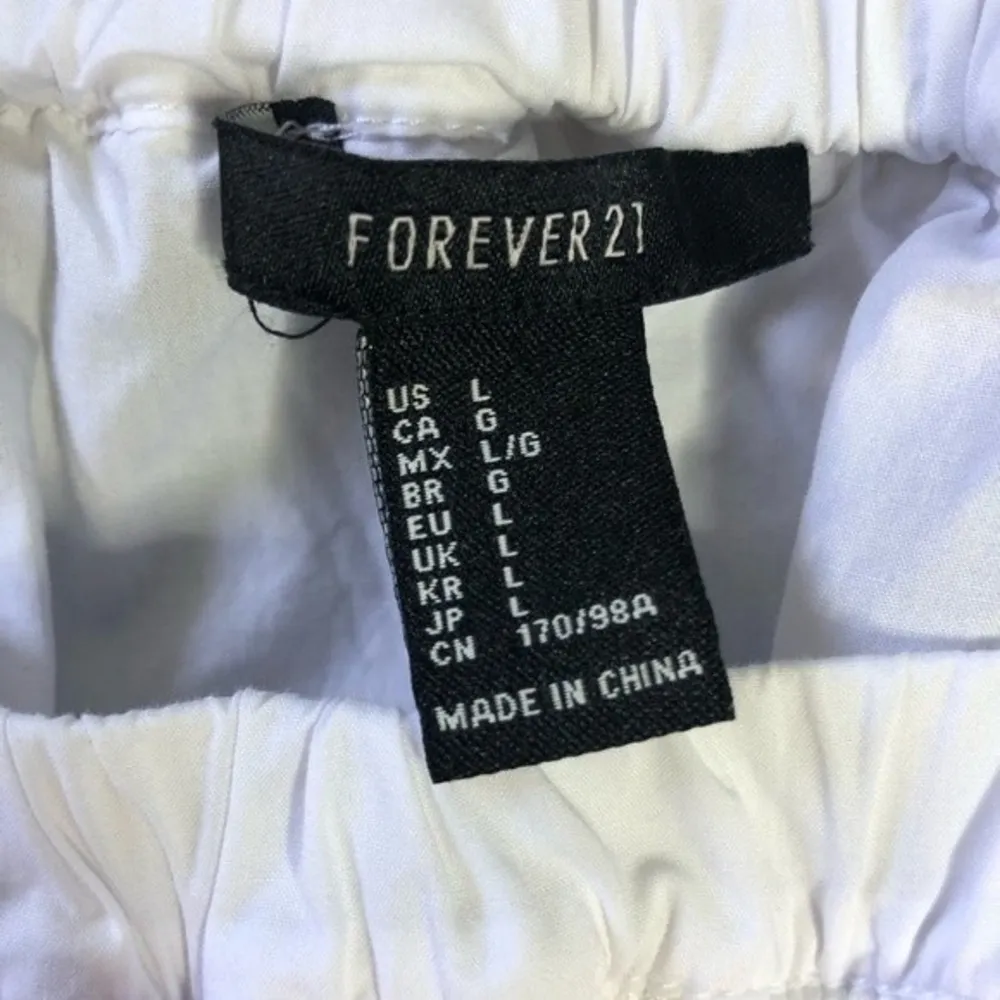 FOREVER 21
US L
CA G
MX L/G
BR G
EU L
UK L
KR L
JP L
CN 170/98A
MADE IN CHINA